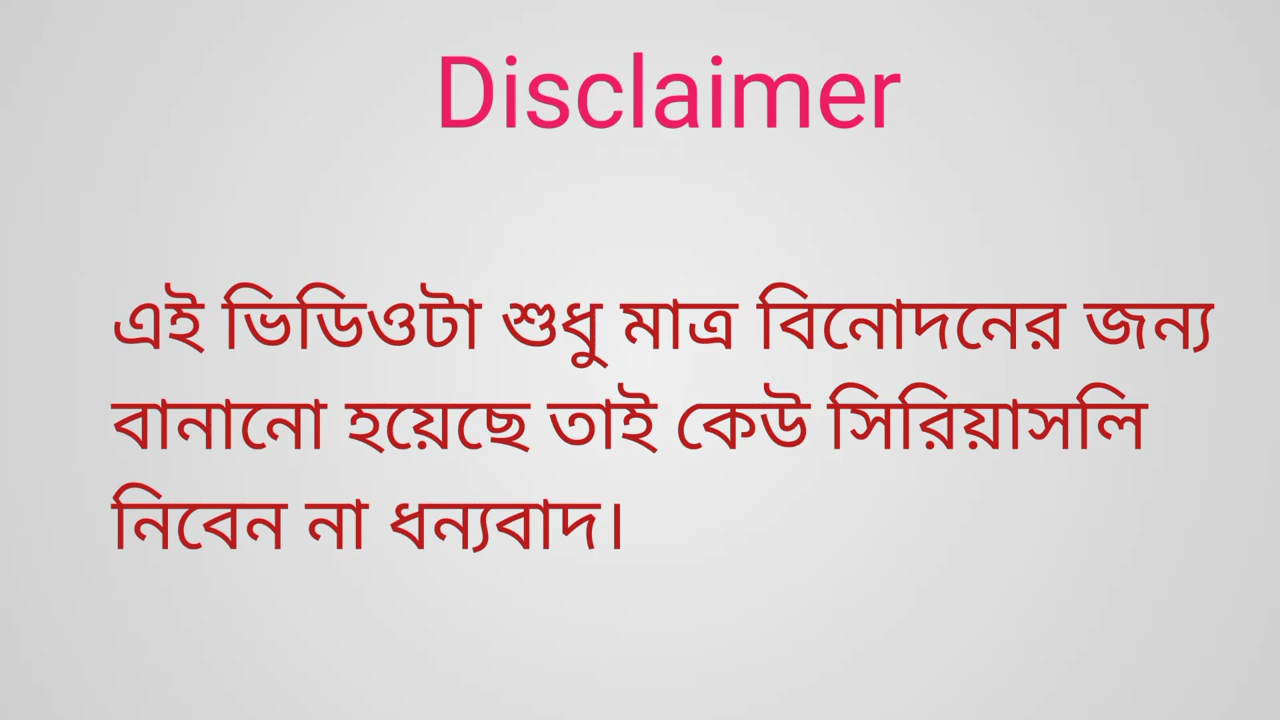 Disclaimer
এই ভিডিওটা শুধু মাত্র বিনোদনের জন্য
বানানো হয়েছে তাই কেউ সিরিয়াসলি
নিবেন না ধন্যবাদ।